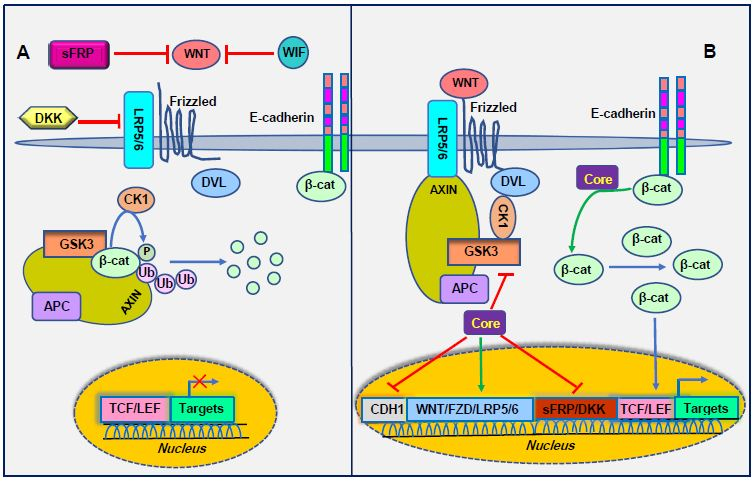 A
sFRP
WNT
WIF
DKK
LRP5/6
Frizzled
E-cadherin
DVL
β-cat
CK1
GSK3
β-cat
P
Ub
Ub
Ub
AXIN
APC
TCF/LEF
Targets
Nucleus
B
WNT
LRP5/6
Frizzled
E-cadherin
AXIN
DVL
Core
β-cat
CK1
GSK3
β-cat
β-cat
β-cat
β-cat
APC
Core
CDH1
WNT/FZD/LRP5/6
sFRP/DKK
TCF/LEF
Targets
Nucleus